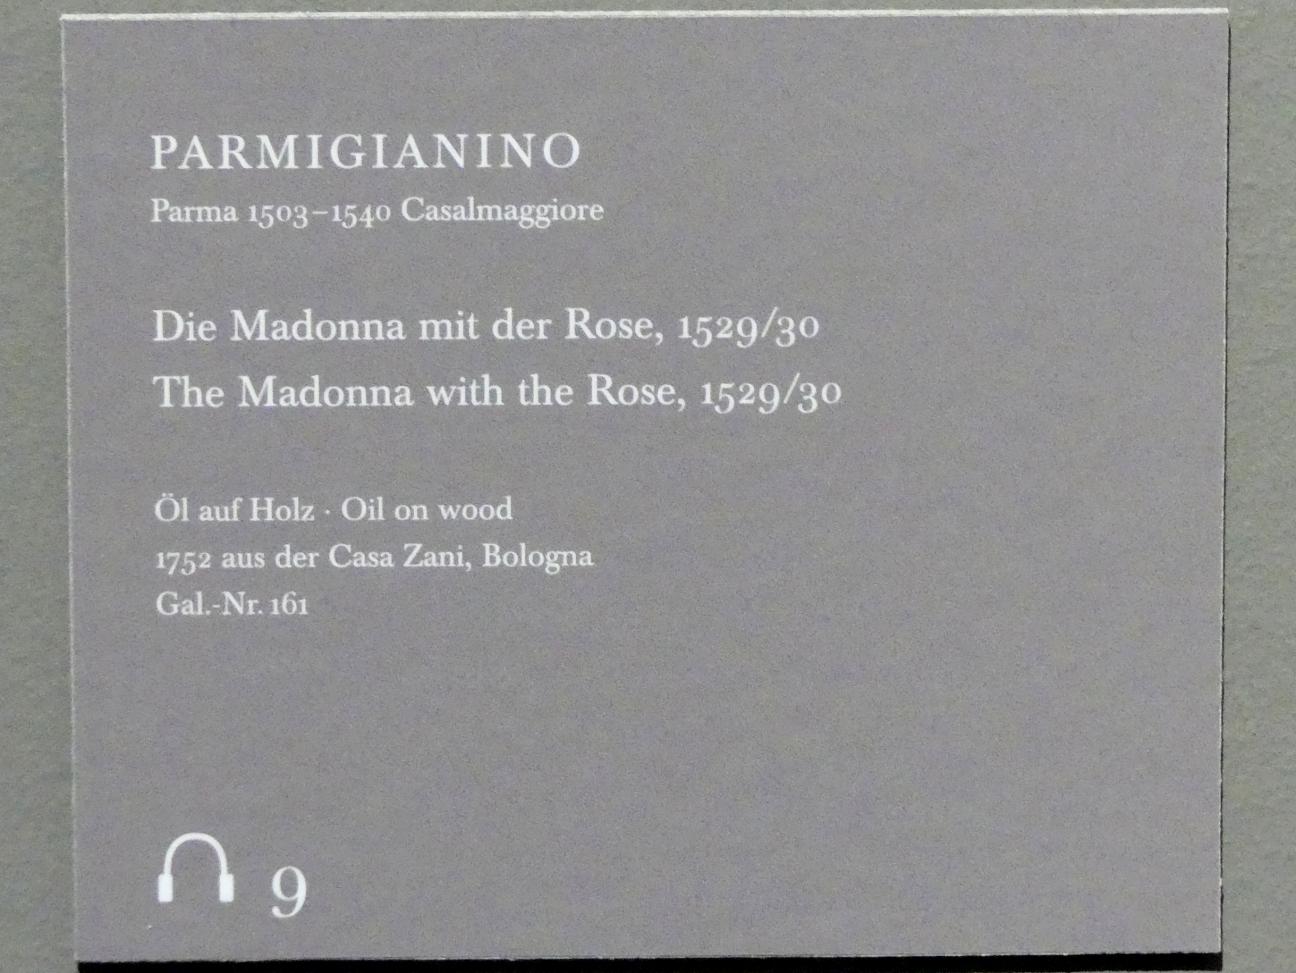 PARMIGIANINO
Parma 1503–1540 Casalmaggiore
Die Madonna mit der Rose, 1529/30
The Madonna with the Rose, 1529/30
Öl auf Holz · Oil on wood
1752 aus der Casa Zani, Bologna
Gal.-Nr. 161
9